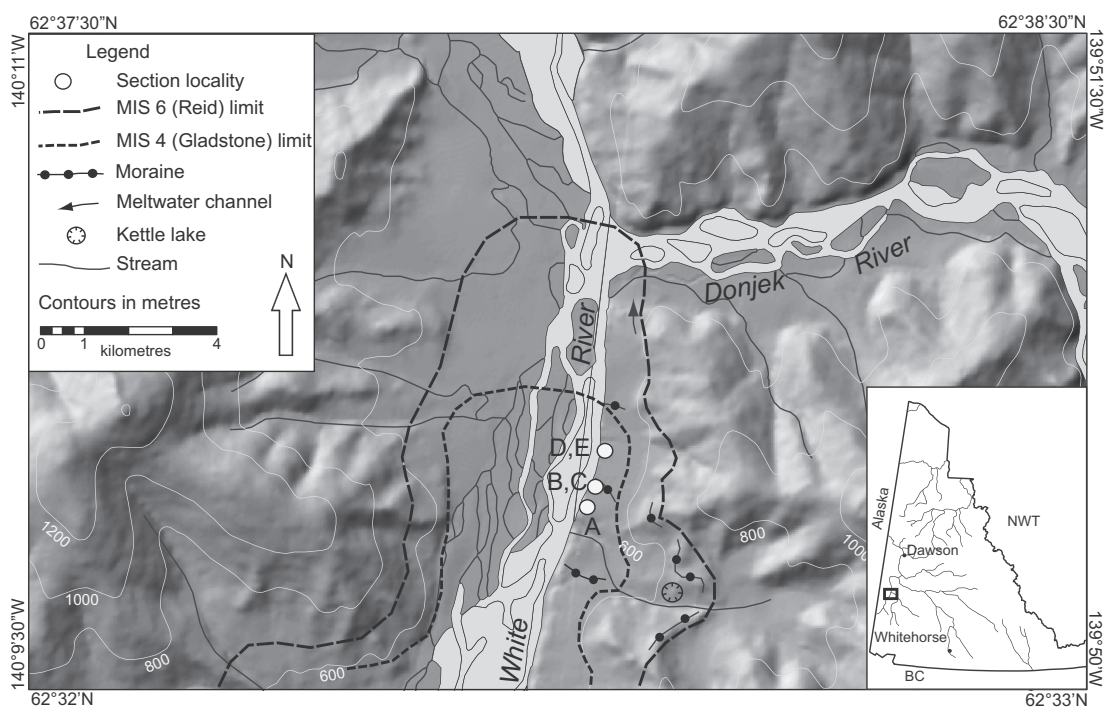 62°37'30"N
62°38'30"N
140°11'W
139°51'30"W
Legend
Section locality
MIS 6 (Reid) limit
MIS 4 (Gladstone) limit
Moraine
Meltwater channel
Kettle lake
Stream
N
Contours in metres
0 1 4
kilometres
River
Donjek
River
D,E
B,C
A
600
800
1000
1200
1000
800
600
White
Alaska
NWT
Dawson
Whitehorse
BC
140°9'30"W
139°50'W
62°32'N
62°33'N